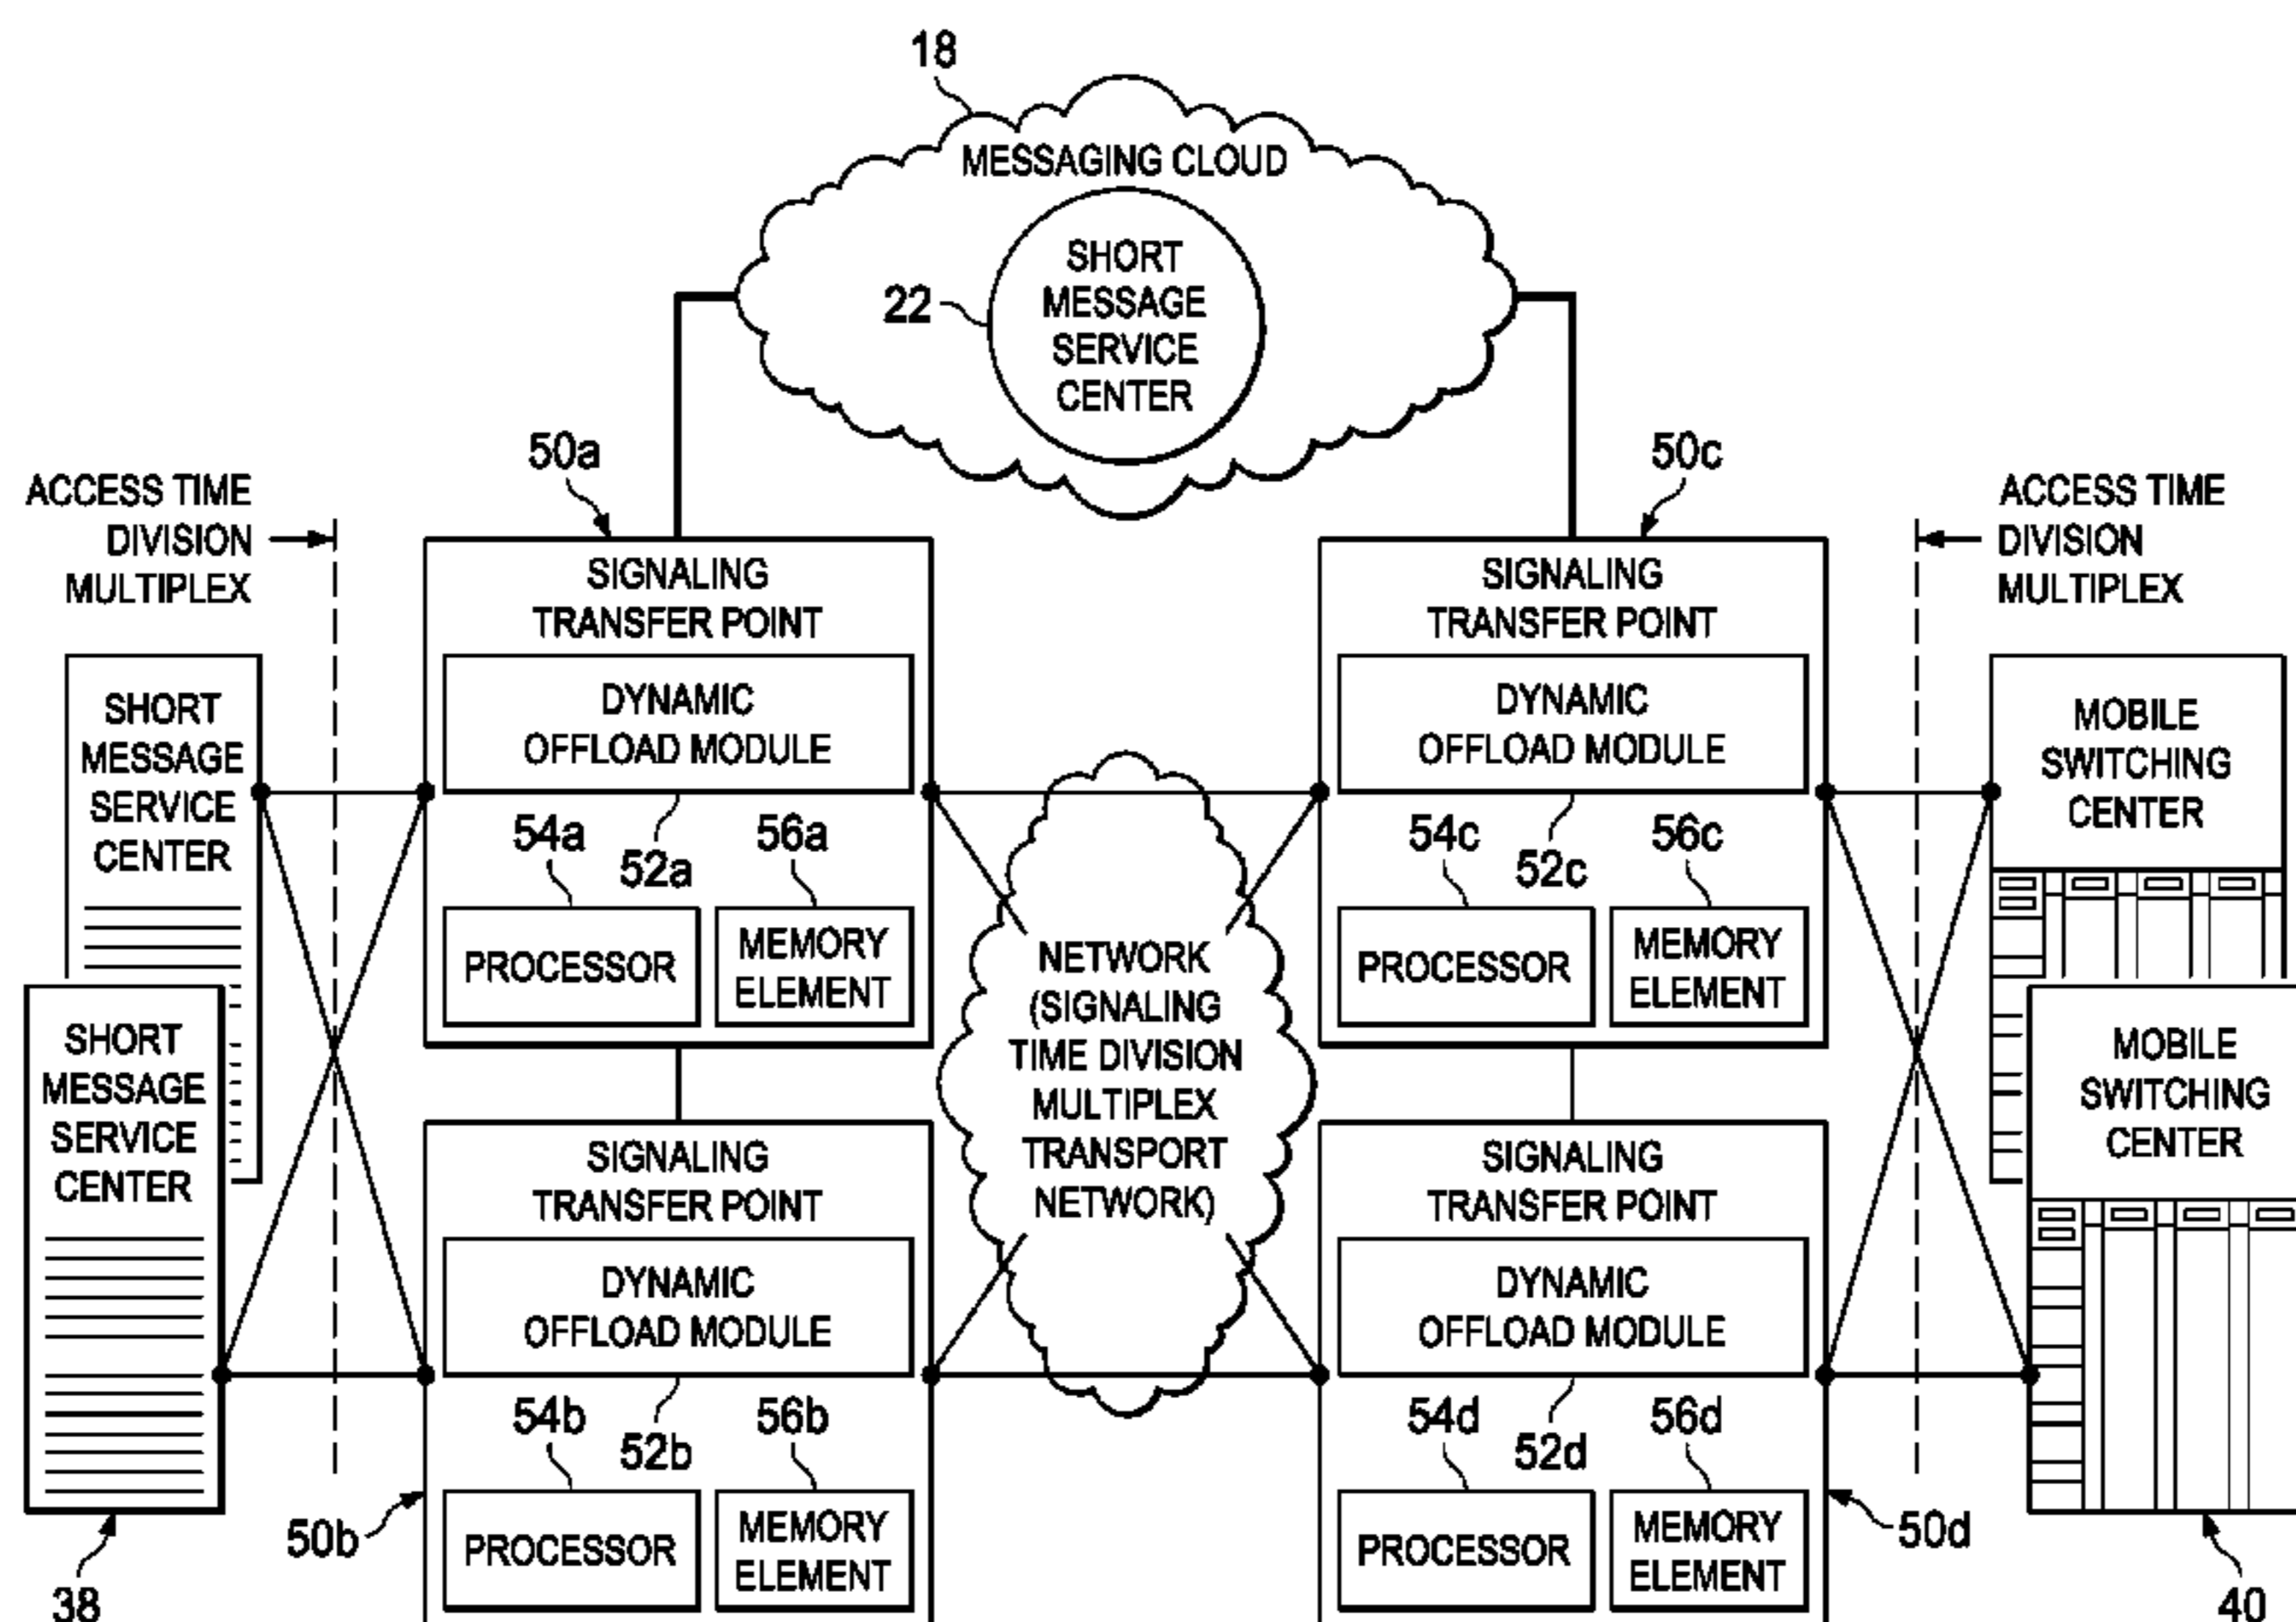 18
MESSAGING CLOUD
SHORT
MESSAGE
SERVICE
CENTER
22
50a
50c
ACCESS TIME
DIVISION
MULTIPLEX
ACCESS TIME
DIVISION
MULTIPLEX
SHORT
MESSAGE
SERVICE
CENTER
SHORT
MESSAGE
SERVICE
CENTER
38
SIGNALING
TRANSFER POINT
DYNAMIC
OFFLOAD MODULE
54a
52a
56a
PROCESSOR
MEMORY
ELEMENT
SIGNALING
TRANSFER POINT
DYNAMIC
OFFLOAD MODULE
54b
52b
56b
50b
PROCESSOR
MEMORY
ELEMENT
NETWORK
(SIGNALING
TIME DIVISION
MULTIPLEX
TRANSPORT
NETWORK)
SIGNALING
TRANSFER POINT
DYNAMIC
OFFLOAD MODULE
54c
52c
56c
PROCESSOR
MEMORY
ELEMENT
SIGNALING
TRANSFER POINT
DYNAMIC
OFFLOAD MODULE
54d
52d
56d
50d
PROCESSOR
MEMORY
ELEMENT
MOBILE
SWITCHING
CENTER
MOBILE
SWITCHING
CENTER
40